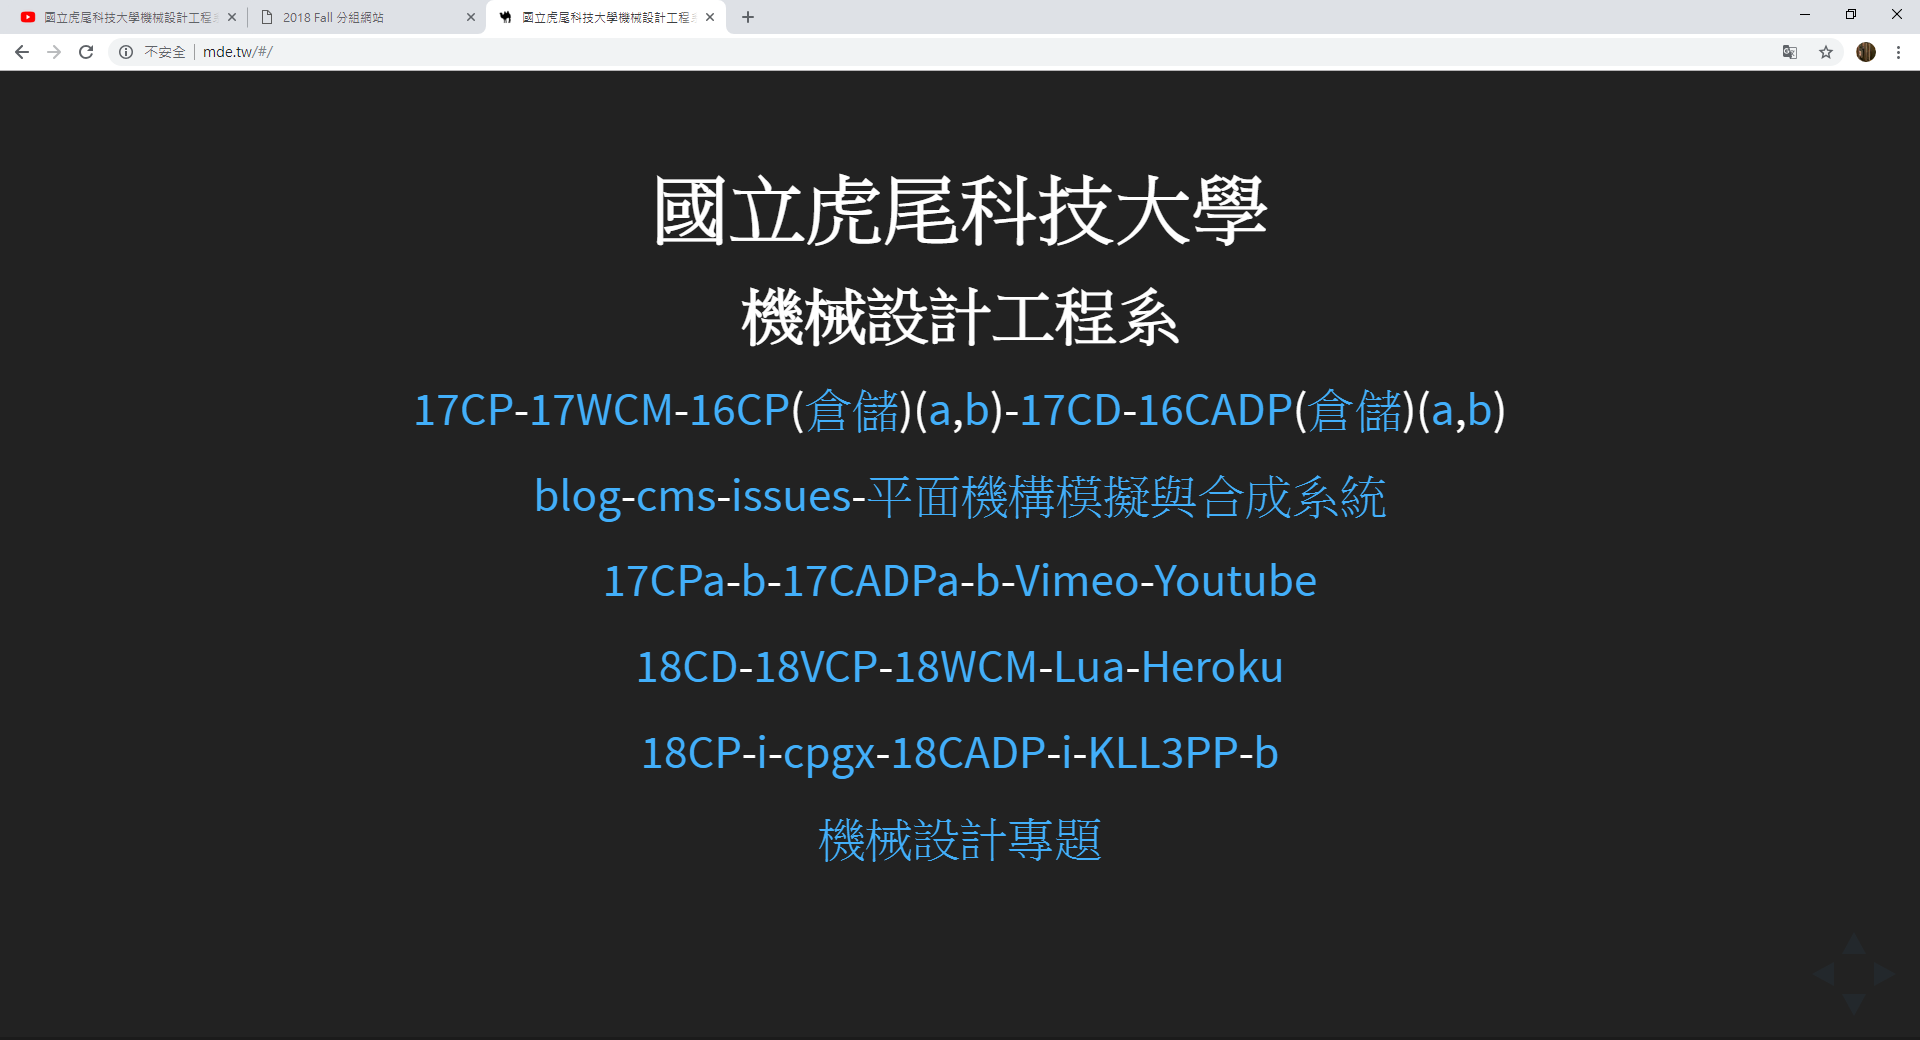 國立虎尾科技大學機械設計工程
2018 Fall 分組網站
國立虎尾科技大學機械設計工程
不安全
mde.tw/#/
國立虎尾科技大學
機械設計工程系
17CP-17WCM-16CP(倉儲)(a,b)-17CD-16CADP(倉儲)(a,b)
blog-cms-issues-平面機構模擬與合成系統
17CPa-b-17CADPa-b-Vimeo-Youtube
18CD-18VCP-18WCM-Lua-Heroku
18CP-i-cpgx-18CADP-i-KLL3PP-b
機械設計專題